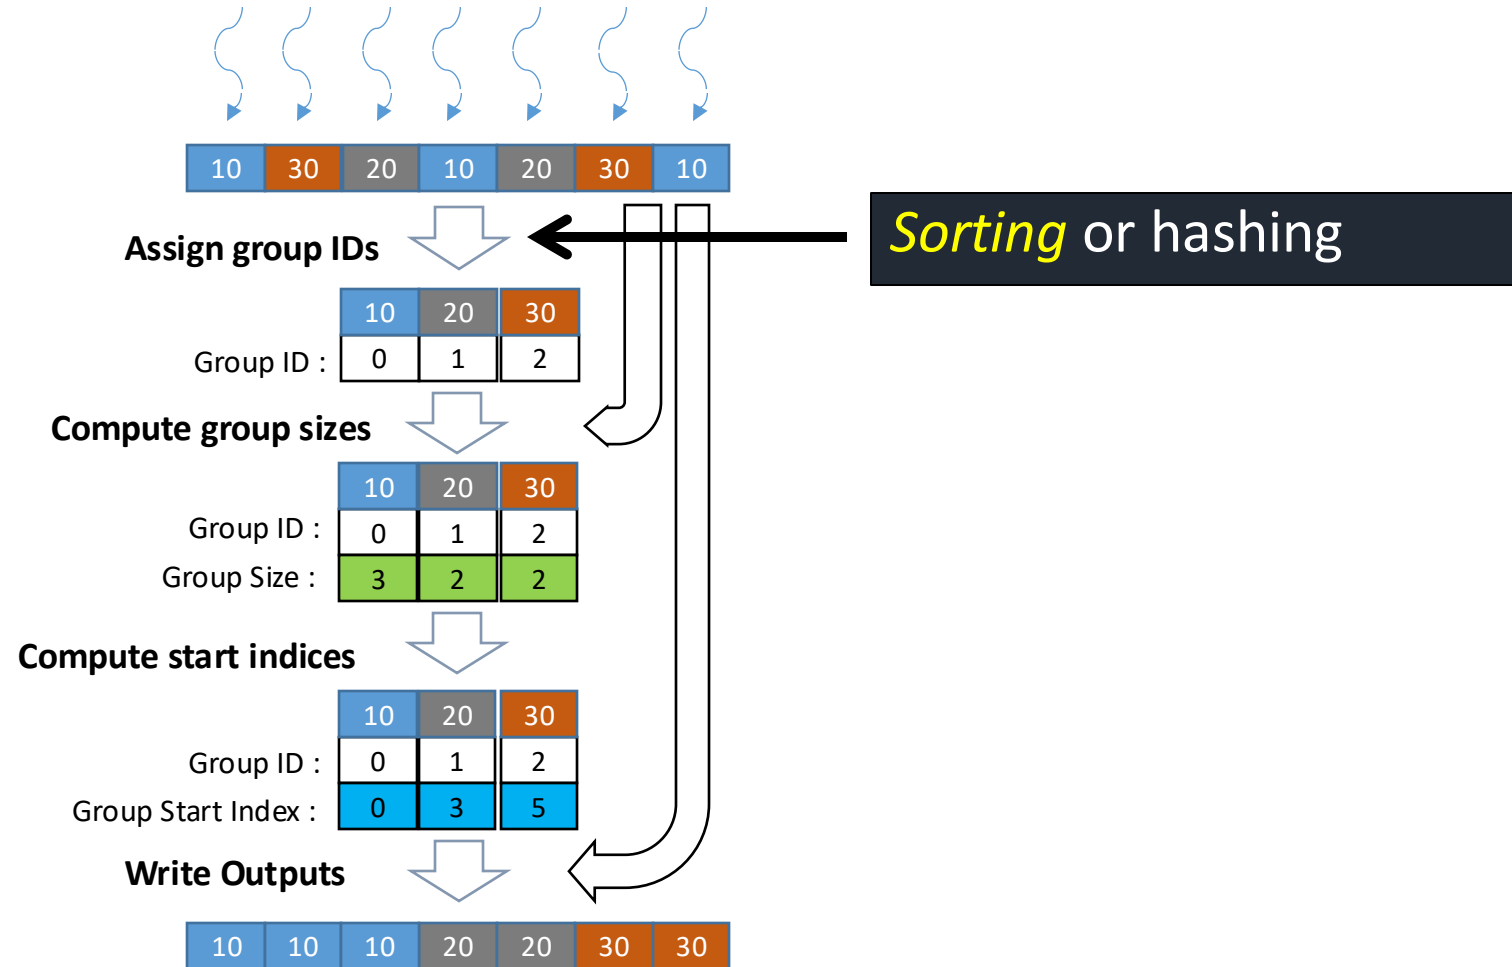 10 30 20 10 20 30 10
Sorting or hashing
Assign group IDs
10 20 30
Group ID : 0 1 2
Compute group sizes
10 20 30
Group ID : 0 1 2
Group Size : 3 2 2
Compute start indices
10 20 30
Group ID : 0 1 2
Group Start Index : 0 3 5
Write Outputs
10 10 10 20 20 30 30